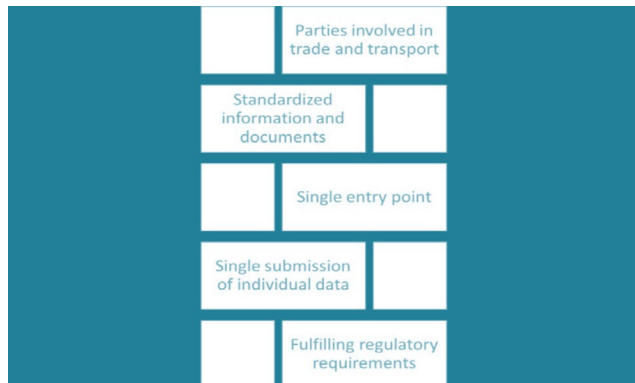 Parties involved in
trade and transport
Standardized
information and
documents
Single entry point
Single submission
of individual data
Fulfilling regulatory
requirements